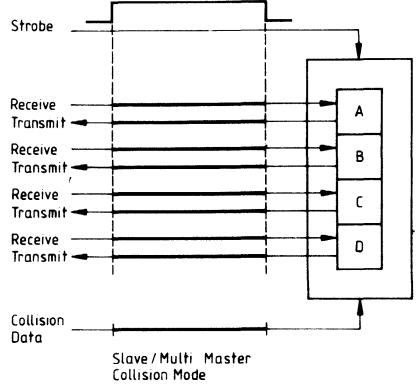 Strobe
Receive
Transmit
A
Receive
Transmit
B
Receive
Transmit
C
Receive
Transmit
D
Collision
Data
Slave/Multi Master
Collision Mode